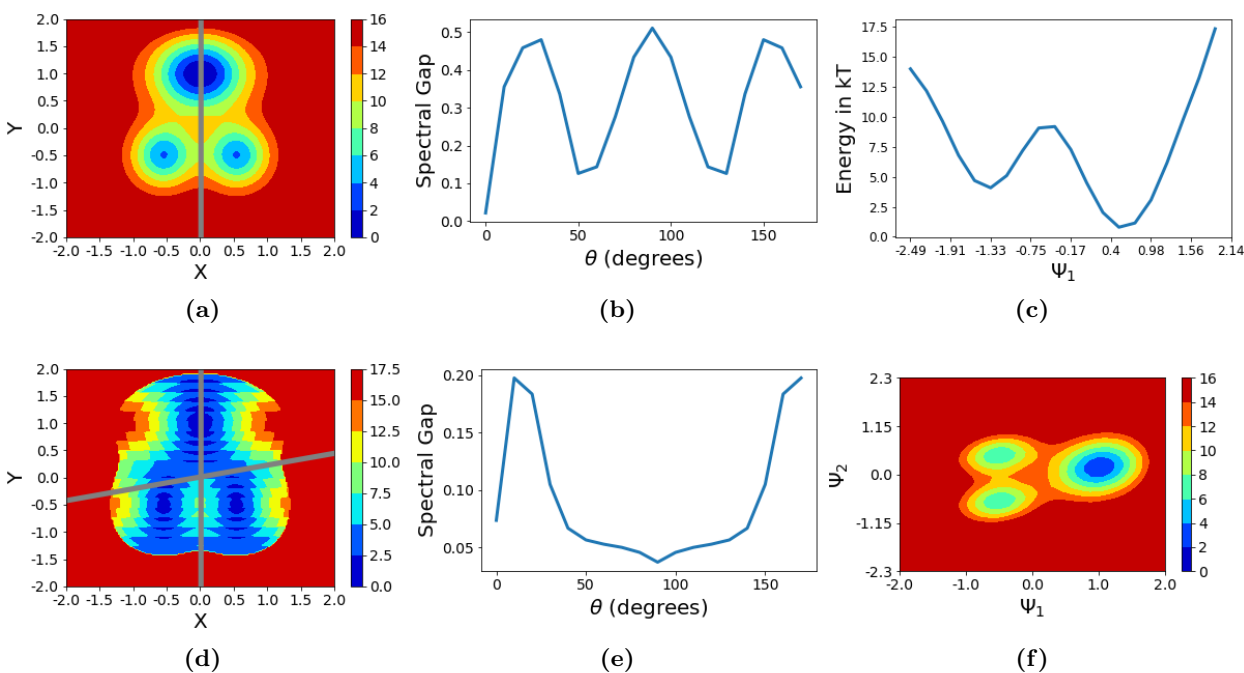 2.0
1.5
1.0
0.5
0.0
-0.5
-1.0
-1.5
-2.0
Y
-2.0 -1.5 -1.0 -0.5 0.0 0.5 1.0 1.5 2.0
X
16
14
12
10
8
6
4
2
0
(a)
0.5
0.4
0.3
0.2
0.1
0.0
Spectral Gap
0 50 100 150
θ (degrees)
(b)
17.5
15.0
12.5
10.0
7.5
5.0
2.5
0.0
Energy in kT
-2.49 -1.91 -1.33 -0.75 -0.17 0.4 0.98 1.56 2.14
Ψ₁
(c)
2.0
1.5
1.0
0.5
0.0
-0.5
-1.0
-1.5
-2.0
Y
-2.0 -1.5 -1.0 -0.5 0.0 0.5 1.0 1.5 2.0
X
17.5
15.0
12.5
10.0
7.5
5.0
2.5
0.0
(d)
0.20
0.15
0.10
0.05
Spectral Gap
0 50 100 150
θ (degrees)
(e)
2.3
1.15
0.0
-1.15
-2.3
Ψ₂
-2.0 -1.0 0.0 1.0 2.0
Ψ₁
16
14
12
10
8
6
4
2
0
(f)